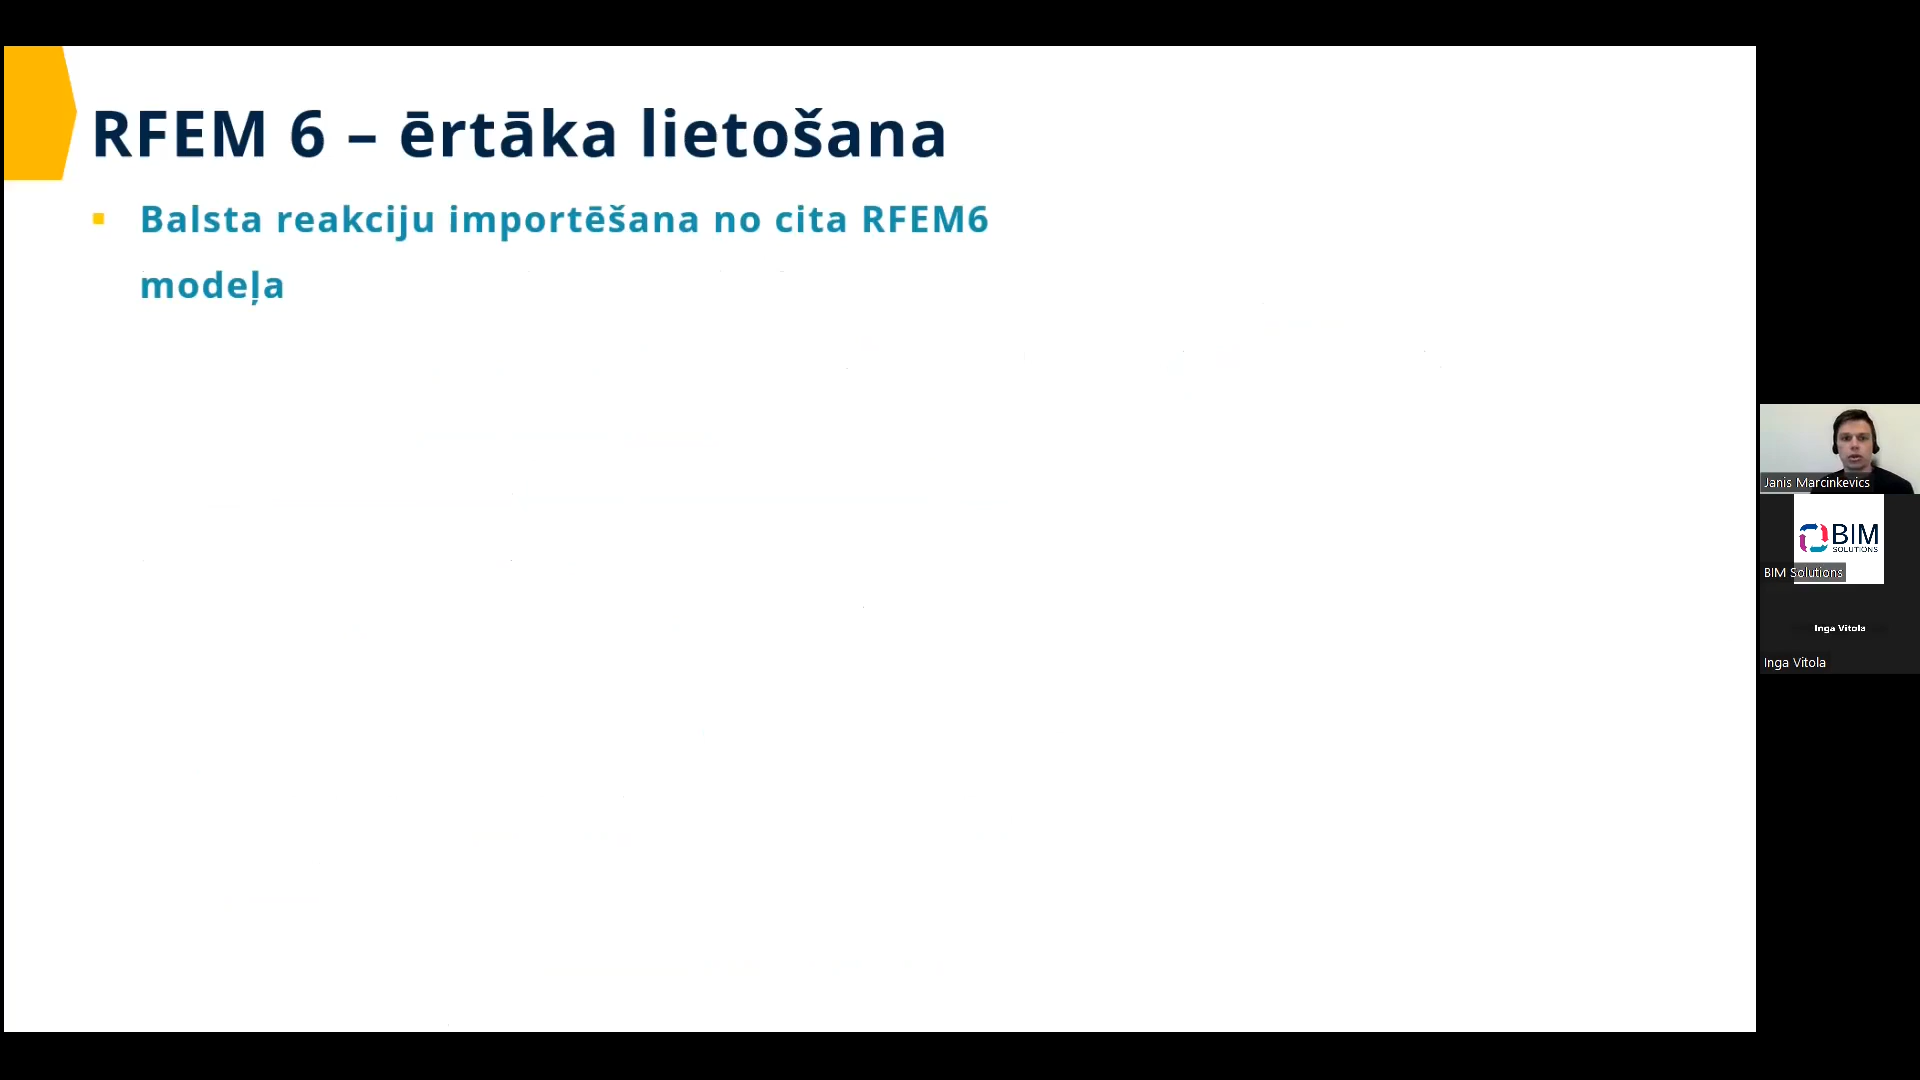 RFEM 6 – ērtāka lietošana
▪ Balsta reakciju importēšana no cita RFEM6
modeļa
Janis Marcinkevics
BIM
SOLUTIONS
BIM Solutions
Inga Vitola
Inga Vitola